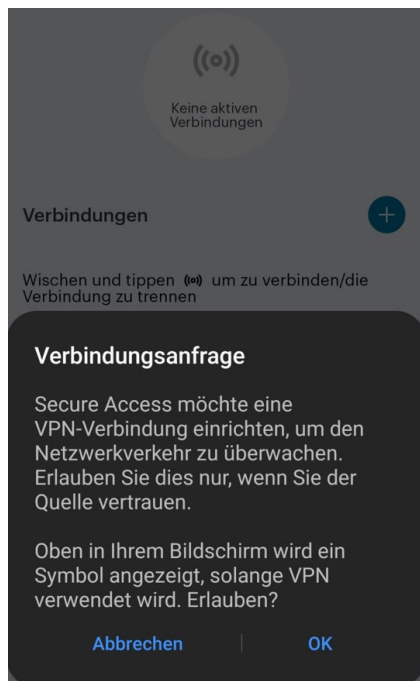 Keine aktiven
Verbindungen
Verbindungen
Wischen und tippen um zu verbinden/die
Verbindung zu trennen
Verbindungsanfrage
Secure Access möchte eine
VPN-Verbindung einrichten, um den
Netzwerkverkehr zu überwachen.
Erlauben Sie dies nur, wenn Sie der
Quelle vertrauen.
Oben in Ihrem Bildschirm wird ein
Symbol angezeigt, solange VPN
verwendet wird. Erlauben?
Abbrechen OK